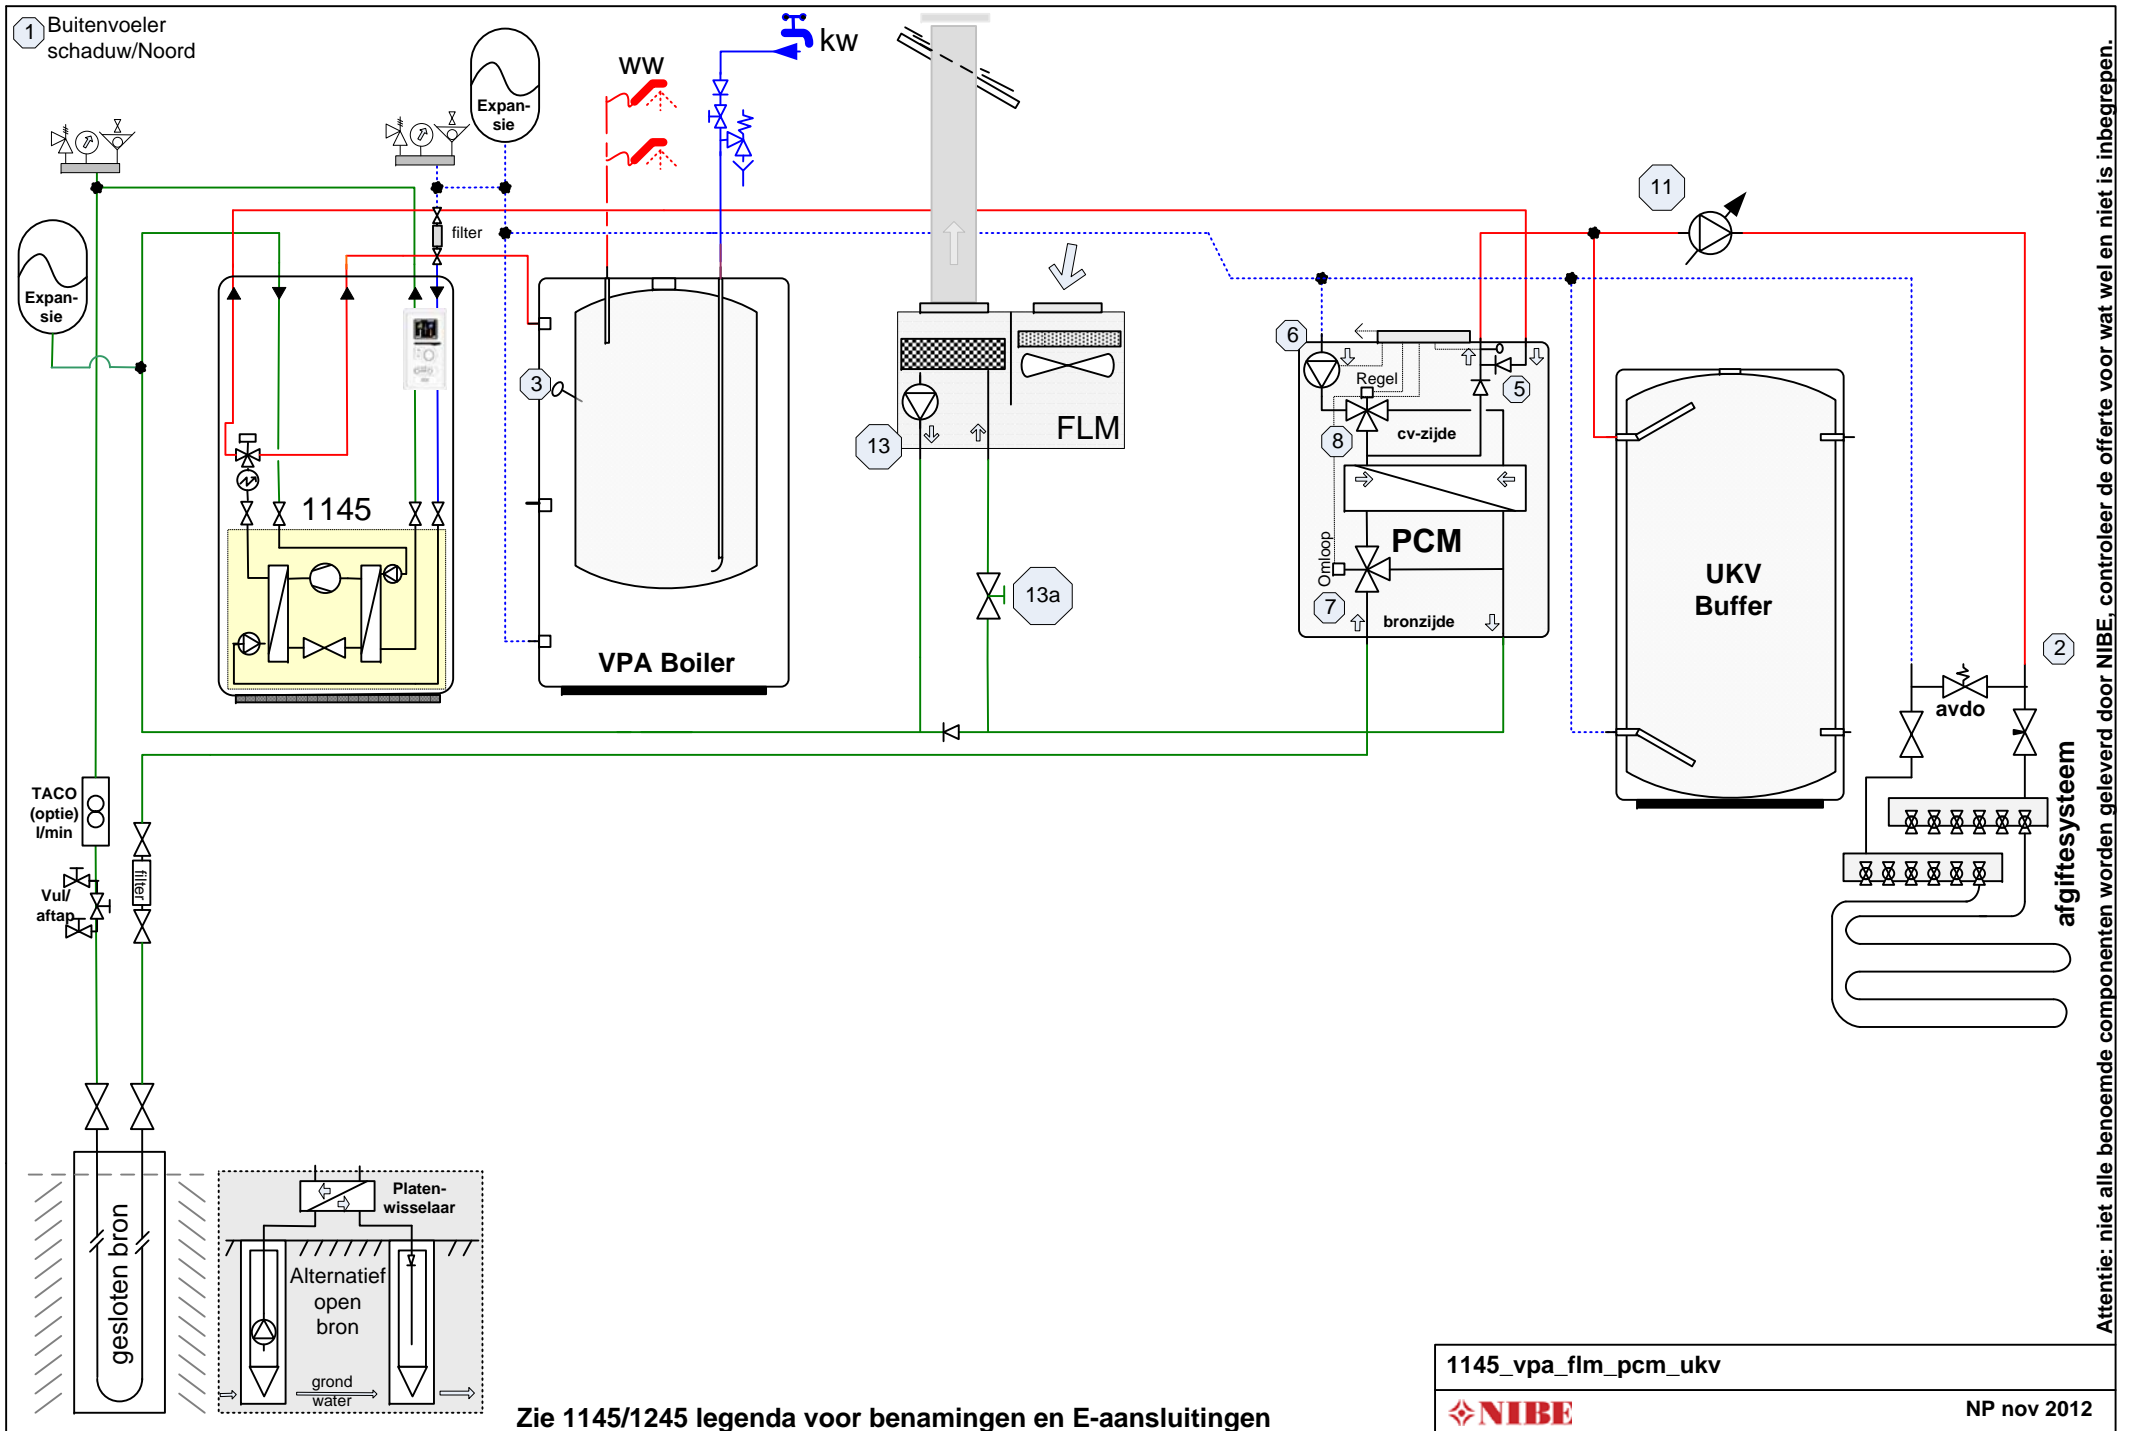 1
Buitenvoeler
schaduw/Noord
Expan-
sie
ww
kw
filter
Expan-
sie
1145
3
VPA Boiler
13
FLM
13a
11
6
Regel
5
8
cv-zijde
PCM
Omloop
7
bronzijde
UKV
Buffer
2
avdo
afgiftesysteem
TACO
(optie)
l/min
Vul/
aftap
filter
gesloten bron
Platen-
wisselaar
Alternatief
open
bron
grond
water
Zie 1145/1245 legenda voor benamingen en E-aansluitingen
1145_vpa_flm_pcm_ukv
NIBE
NP nov 2012
Attentie: niet alle benoemde componenten worden geleverd door NIBE, controleer de offerte voor wat wel en niet is inbegrepen.